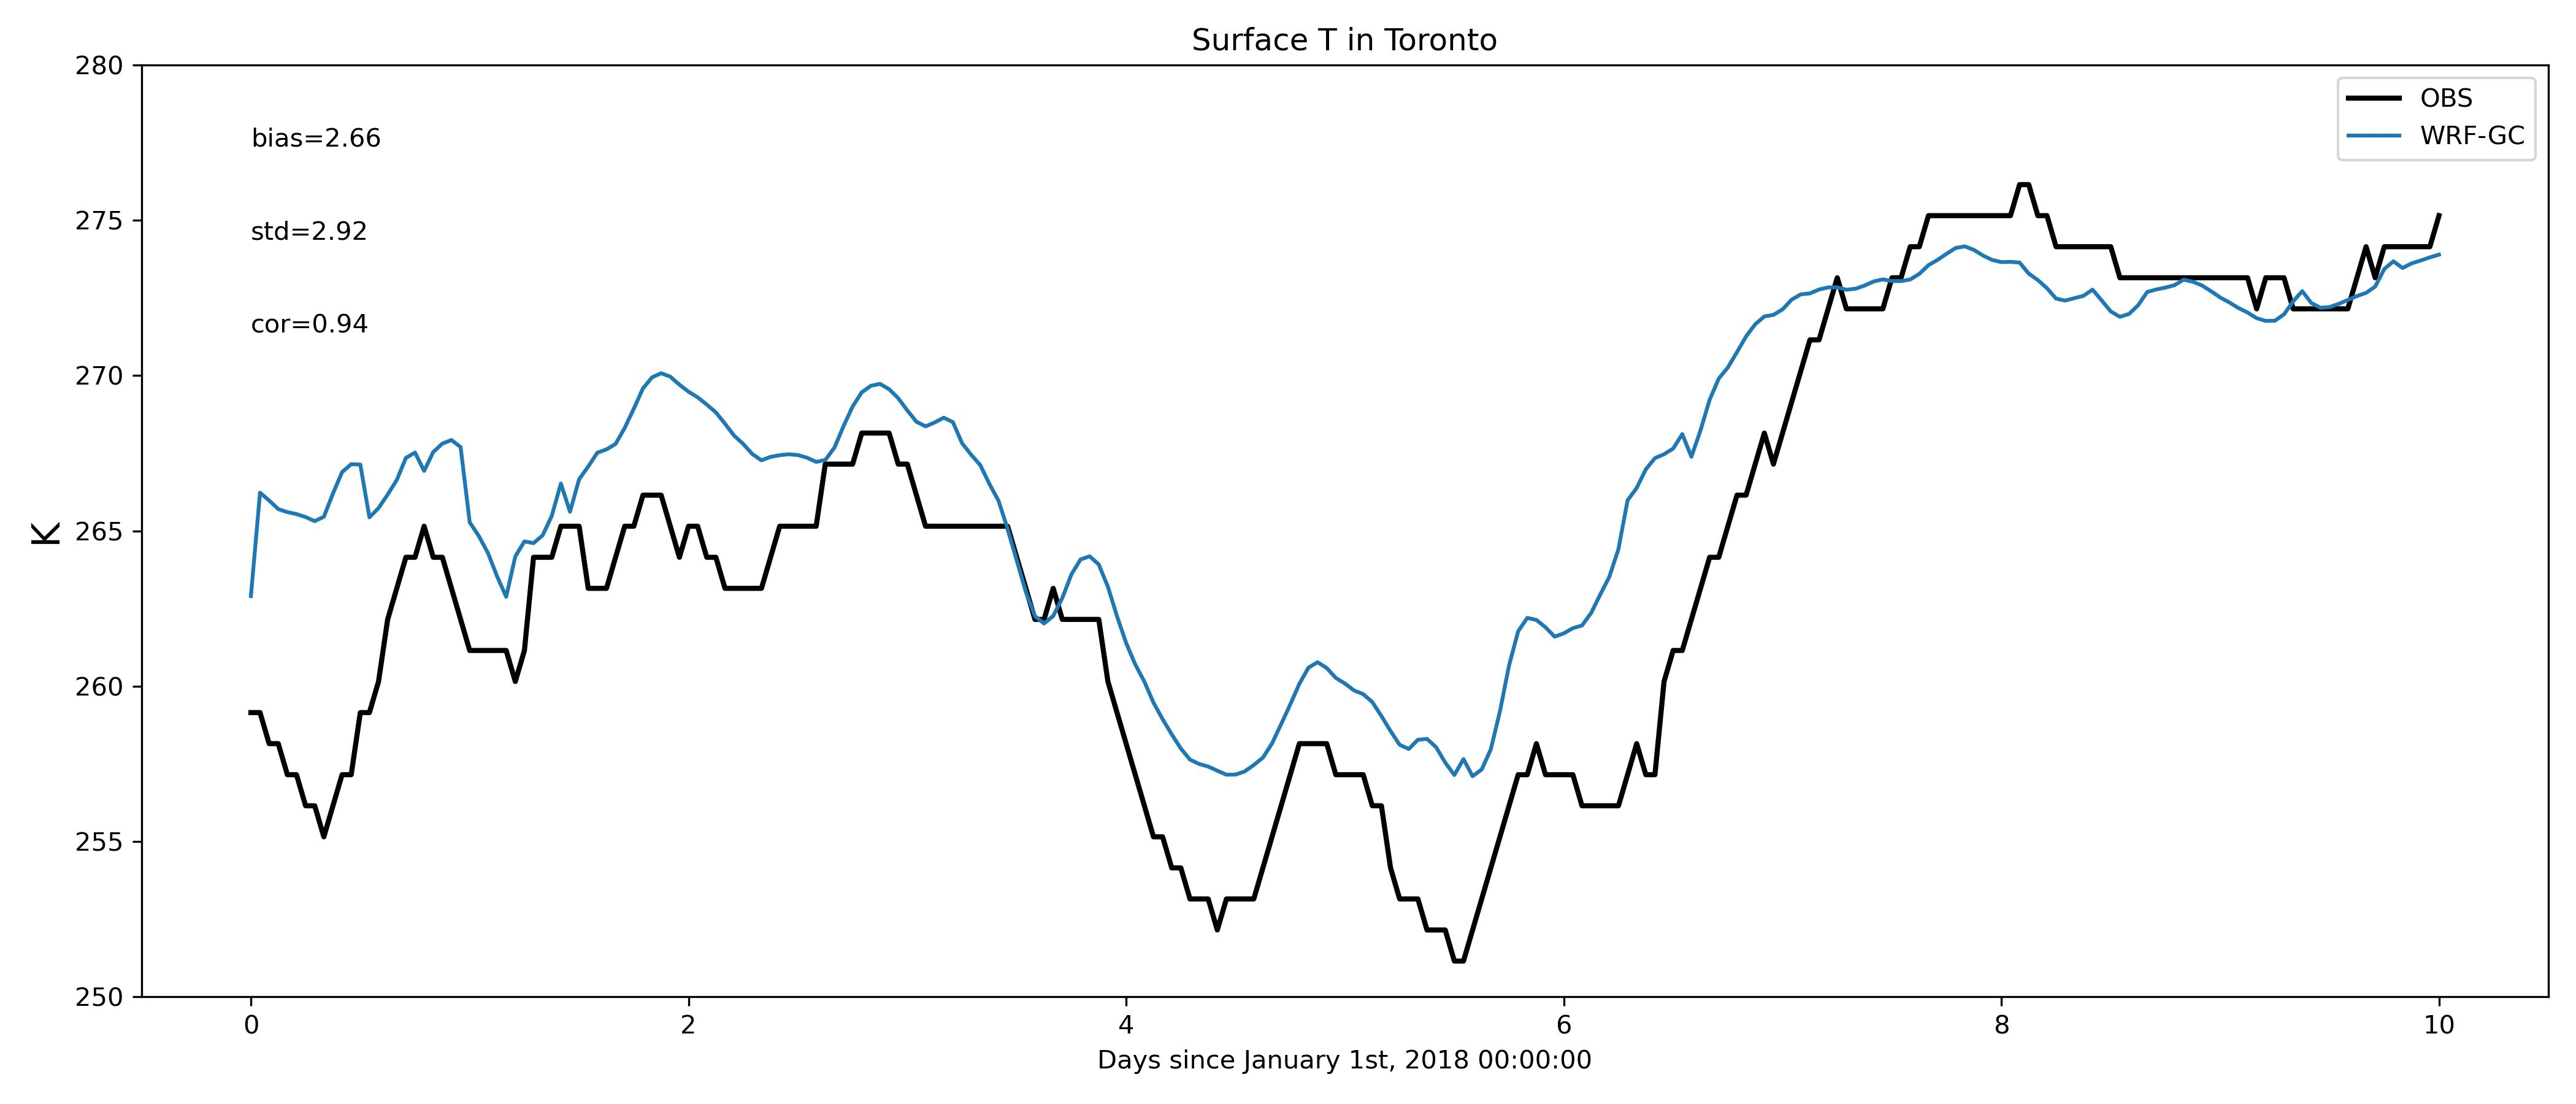 Surface T in Toronto
280
275
270
265
260
255
250
K
bias=2.66
std=2.92
cor=0.94
OBS
WRF-GC
0
2
4
6
8
10
Days since January 1st, 2018 00:00:00